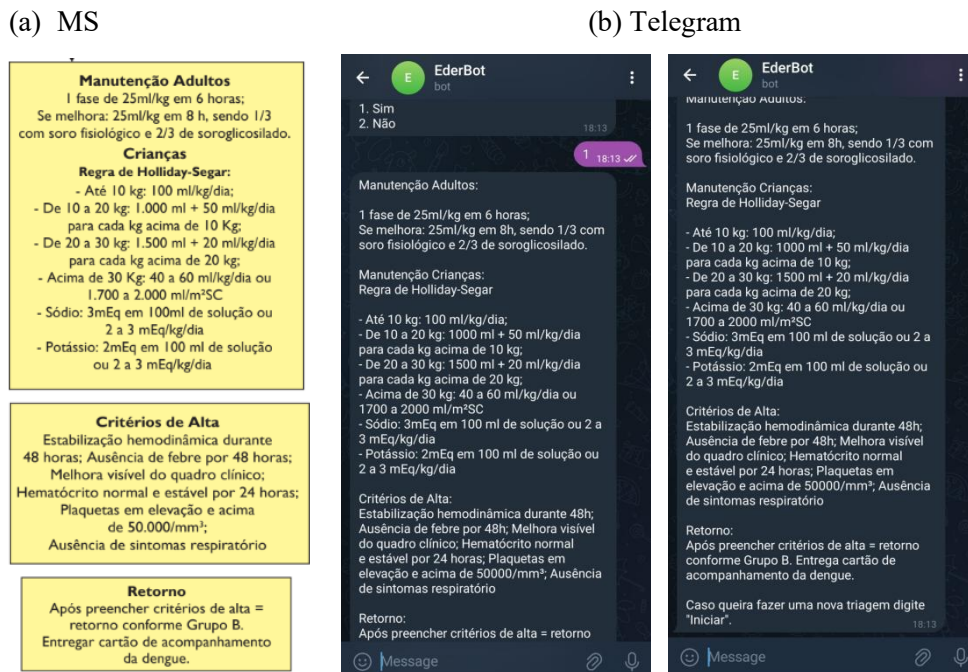 (a) MS
(b) Telegram
Manutenção Adultos
1 fase de 25ml/kg em 6 horas;
Se melhora: 25ml/kg em 8 h, sendo 1/3
com soro fisiológico e 2/3 de soroglicosilado.
Crianças
Regra de Holliday-Segar:
- Até 10 kg: 100 ml/kg/dia;
- De 10 a 20 kg: 1.000 ml + 50 ml/kg/dia
para cada kg acima de 10 Kg;
- De 20 a 30 kg: 1.500 ml + 20 ml/kg/dia
para cada kg acima de 20 kg;
- Acima de 30 Kg: 40 a 60 ml/kg/dia ou
1.700 a 2.000 ml/m²SC
- Sódio: 3mEq em 100ml de solução ou
2 a 3 mEq/kg/dia
- Potássio: 2mEq em 100 ml de solução
ou 2 a 3 mEq/kg/dia
Critérios de Alta
Estabilização hemodinâmica durante
48 horas; Ausência de febre por 48 horas;
Melhora visível do quadro clínico;
Hematócrito normal e estável por 24 horas;
Plaquetas em elevação e acima
de 50.000/mm³;
Ausência de sintomas respiratório
Retorno
Após preencher critérios de alta =
retorno conforme Grupo B.
Entregar cartão de acompanhamento
da dengue.
E
EderBot
bot
1. Sim
2. Não
18:13
1 18:13
Manutenção Adultos:
1 fase de 25ml/kg em 6 horas;
Se melhora: 25ml/kg em 8h, sendo 1/3 com
soro fisiológico e 2/3 de soroglicosilado.
Manutenção Crianças:
Regra de Holliday-Segar
- Até 10 kg: 100 ml/kg/dia;
- De 10 a 20 kg: 1000 ml + 50 ml/kg/dia
para cada kg acima de 10 kg;
- De 20 a 30 kg: 1500 ml + 20 ml/kg/dia
para cada kg acima de 20 kg;
- Acima de 30 kg: 40 a 60 ml/kg/dia ou
1700 a 2000 ml/m²SC
- Sódio: 3mEq em 100 ml de solução ou 2 a
3 mEq/kg/dia
- Potássio: 2mEq em 100 ml de solução ou
2 a 3 mEq/kg/dia
Critérios de Alta:
Estabilização hemodinâmica durante 48h;
Ausência de febre por 48h; Melhora visível
do quadro clínico; Hematócrito normal
e estável por 24 horas; Plaquetas em
elevação e acima de 50000/mm³; Ausência
de sintomas respiratório
Retorno:
Após preencher critérios de alta = retorno
Message
E
EderBot
bot
Manutenção Adultos:
1 fase de 25ml/kg em 6 horas;
Se melhora: 25ml/kg em 8h, sendo 1/3 com
soro fisiológico e 2/3 de soroglicosilado.
Manutenção Crianças:
Regra de Holliday-Segar
- Até 10 kg: 100 ml/kg/dia;
- De 10 a 20 kg: 1000 ml + 50 ml/kg/dia
para cada kg acima de 10 kg;
- De 20 a 30 kg: 1500 ml + 20 ml/kg/dia
para cada kg acima de 20 kg;
- Acima de 30 kg: 40 a 60 ml/kg/dia ou
1700 a 2000 ml/m²SC
- Sódio: 3mEq em 100 ml de solução ou 2 a
3 mEq/kg/dia
- Potássio: 2mEq em 100 ml de solução ou
2 a 3 mEq/kg/dia
Critérios de Alta:
Estabilização hemodinâmica durante 48h;
Ausência de febre por 48h; Melhora visível
do quadro clínico; Hematócrito normal
e estável por 24 horas; Plaquetas em
elevação e acima de 50000/mm³; Ausência
de sintomas respiratório
Retorno:
Após preencher critérios de alta = retorno
conforme Grupo B. Entrega cartão de
acompanhamento da dengue.
Caso queira fazer uma nova triagem digite
"Iniciar".
18:13
Message